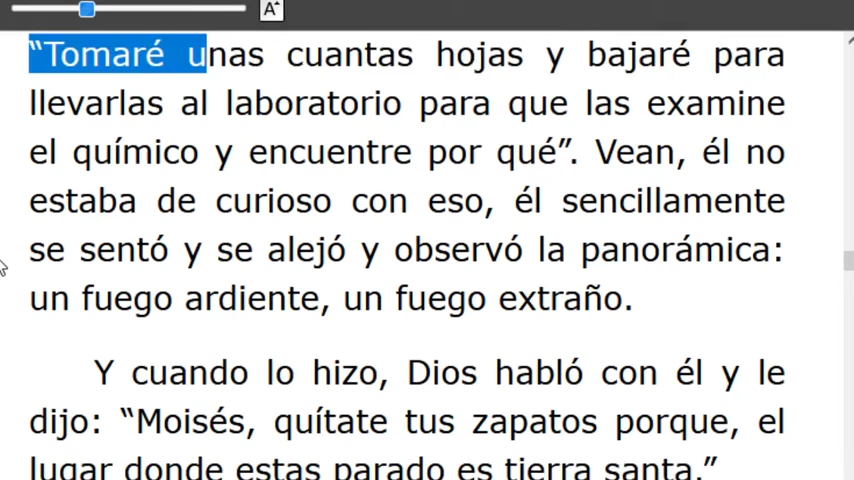 A
“Tomaré unas cuantas hojas y bajaré para
llevarlas al laboratorio para que las examine
el químico y encuentre por qué”. Vean, él no
estaba de curioso con eso, él sencillamente
se sentó y se alejó y observó la panorámica:
un fuego ardiente, un fuego extraño.
Y cuando lo hizo, Dios habló con él y le
dijo: “Moisés, quítate tus zapatos porque, el
lugar donde estas parado es tierra santa.”